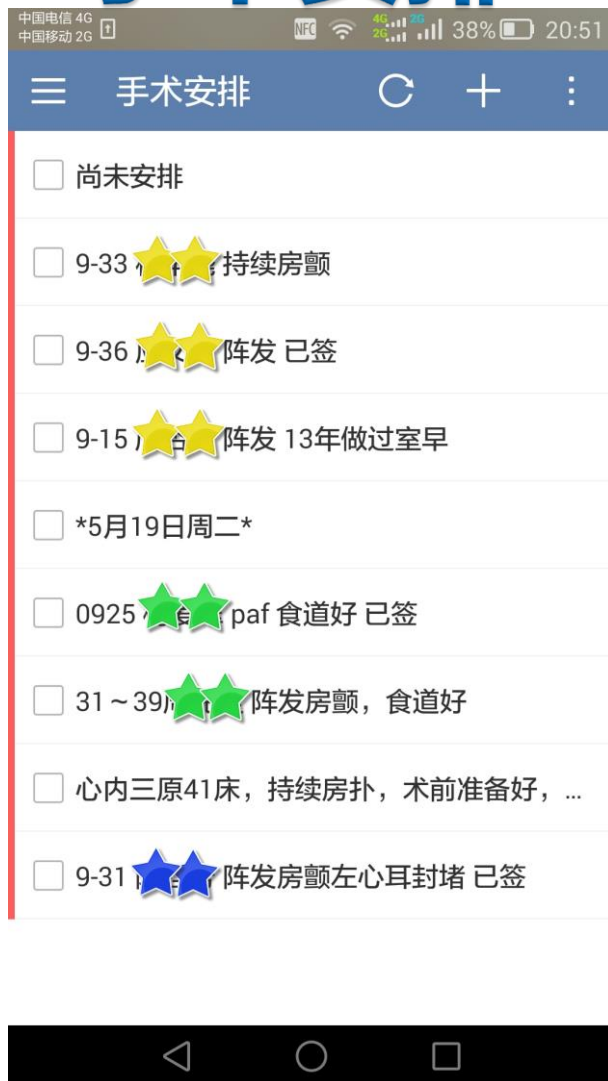 中国电信 4G
中国移动 2G
NFC 4G 2G 2G 38% 20:51
手术安排
尚未安排
9-33 持续房颤
9-36 阵发 已签
9-15 阵发 13年做过室早
*5月19日周二*
0925 paf 食道好 已签
31~39 阵发房颤，食道好
心内三原41床，持续房扑，术前准备好，...
9-31 阵发房颤左心耳封堵 已签